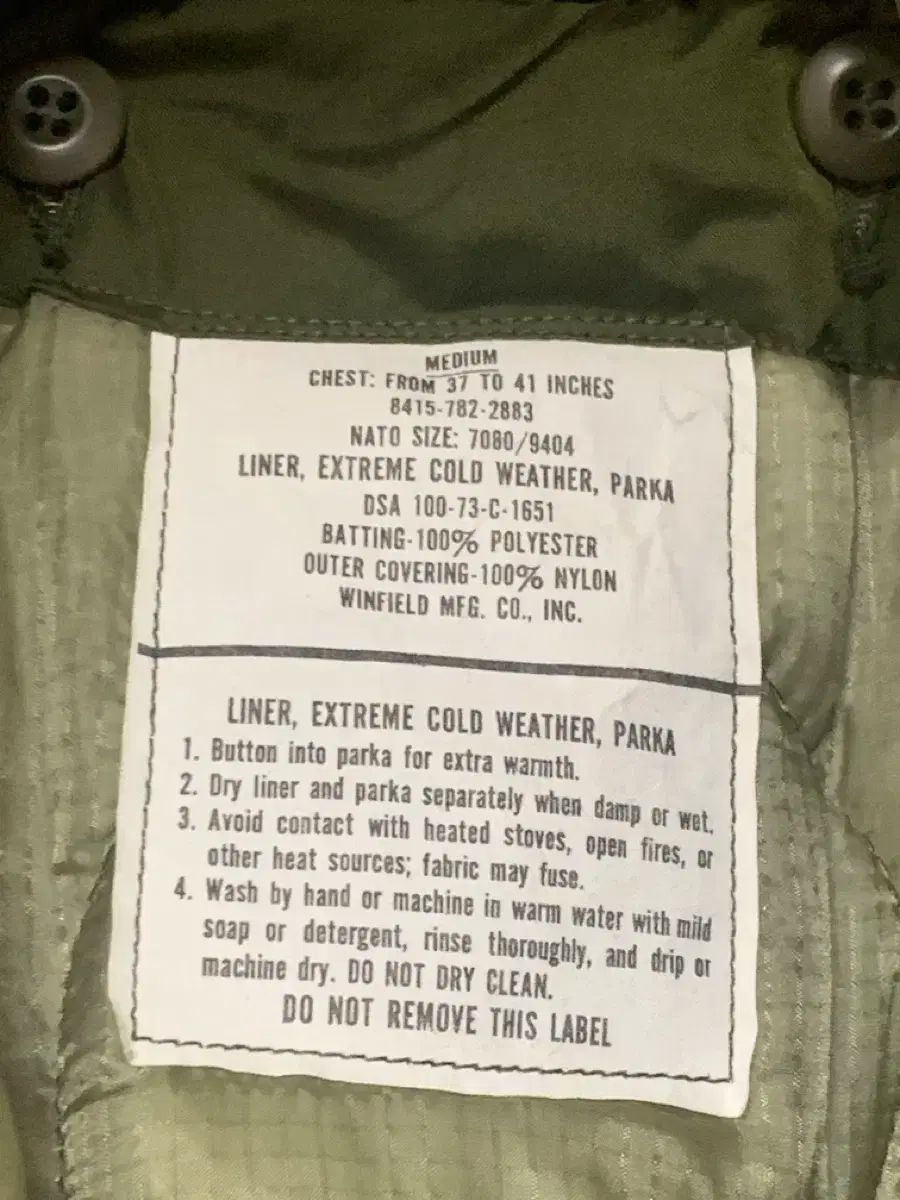 MEDIUM
CHEST: FROM 37 TO 41 INCHES
8415-782-2883
NATO SIZE: 7080/9404
LINER, EXTREME COLD WEATHER, PARKA
DSA 100-73-C-1651
BATTING-100% POLYESTER
OUTER COVERING-100% NYLON
WINFIELD MFG. CO., INC.
LINER, EXTREME COLD WEATHER, PARKA
1. Button into parka for extra warmth.
2. Dry liner and parka separately when damp or wet.
3. Avoid contact with heated stoves, open fires, or
other heat sources; fabric may fuse.
4. Wash by hand or machine in warm water with mild
soap or detergent, rinse thoroughly, and drip or
machine dry. DO NOT DRY CLEAN.
DO NOT REMOVE THIS LABEL